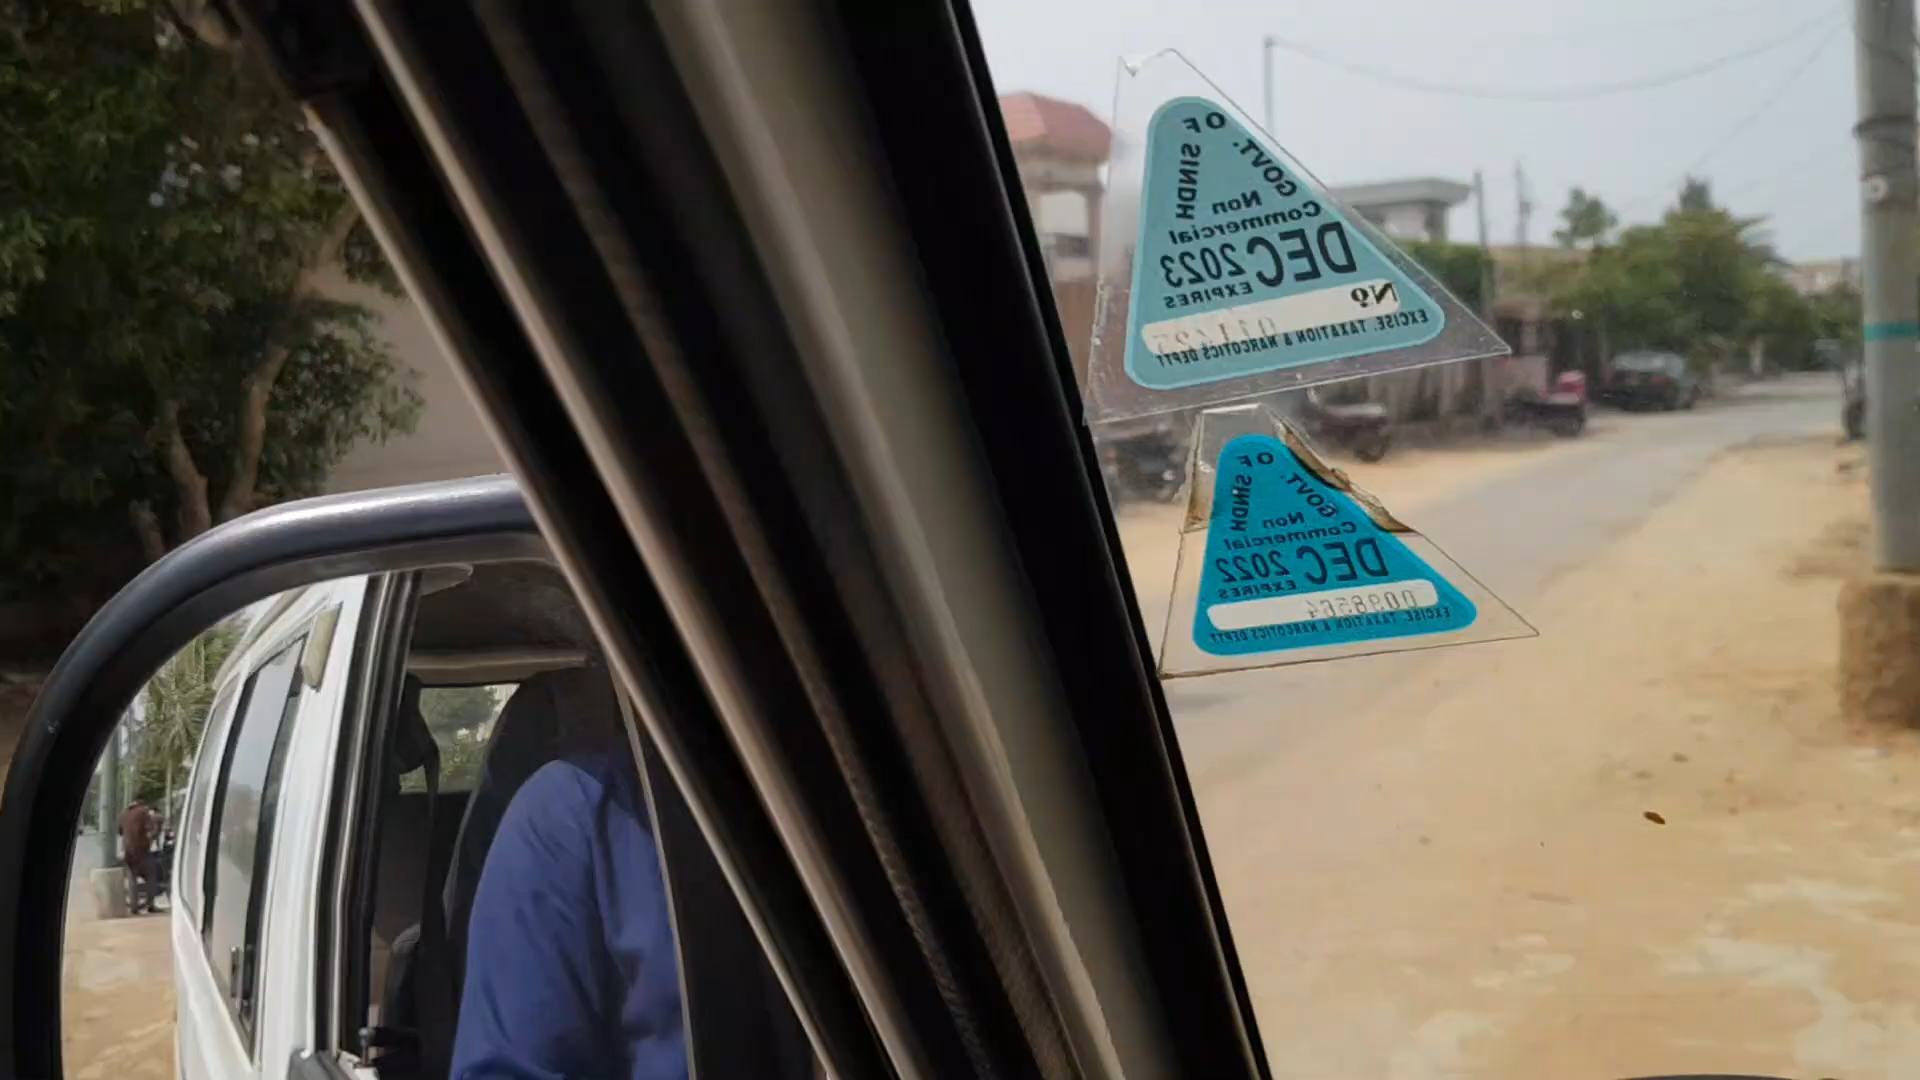 GOVT. OF SINDH
Non
Commercial
DEC 2023
EXPIRES
No
EXCISE. TAXATION & NARCOTICS DEPTT
GOVT. OF SINDH
Non
Commercial
DEC 2022
EXPIRES
0098564
EXCISE. TAXATION & NARCOTICS DEPTT